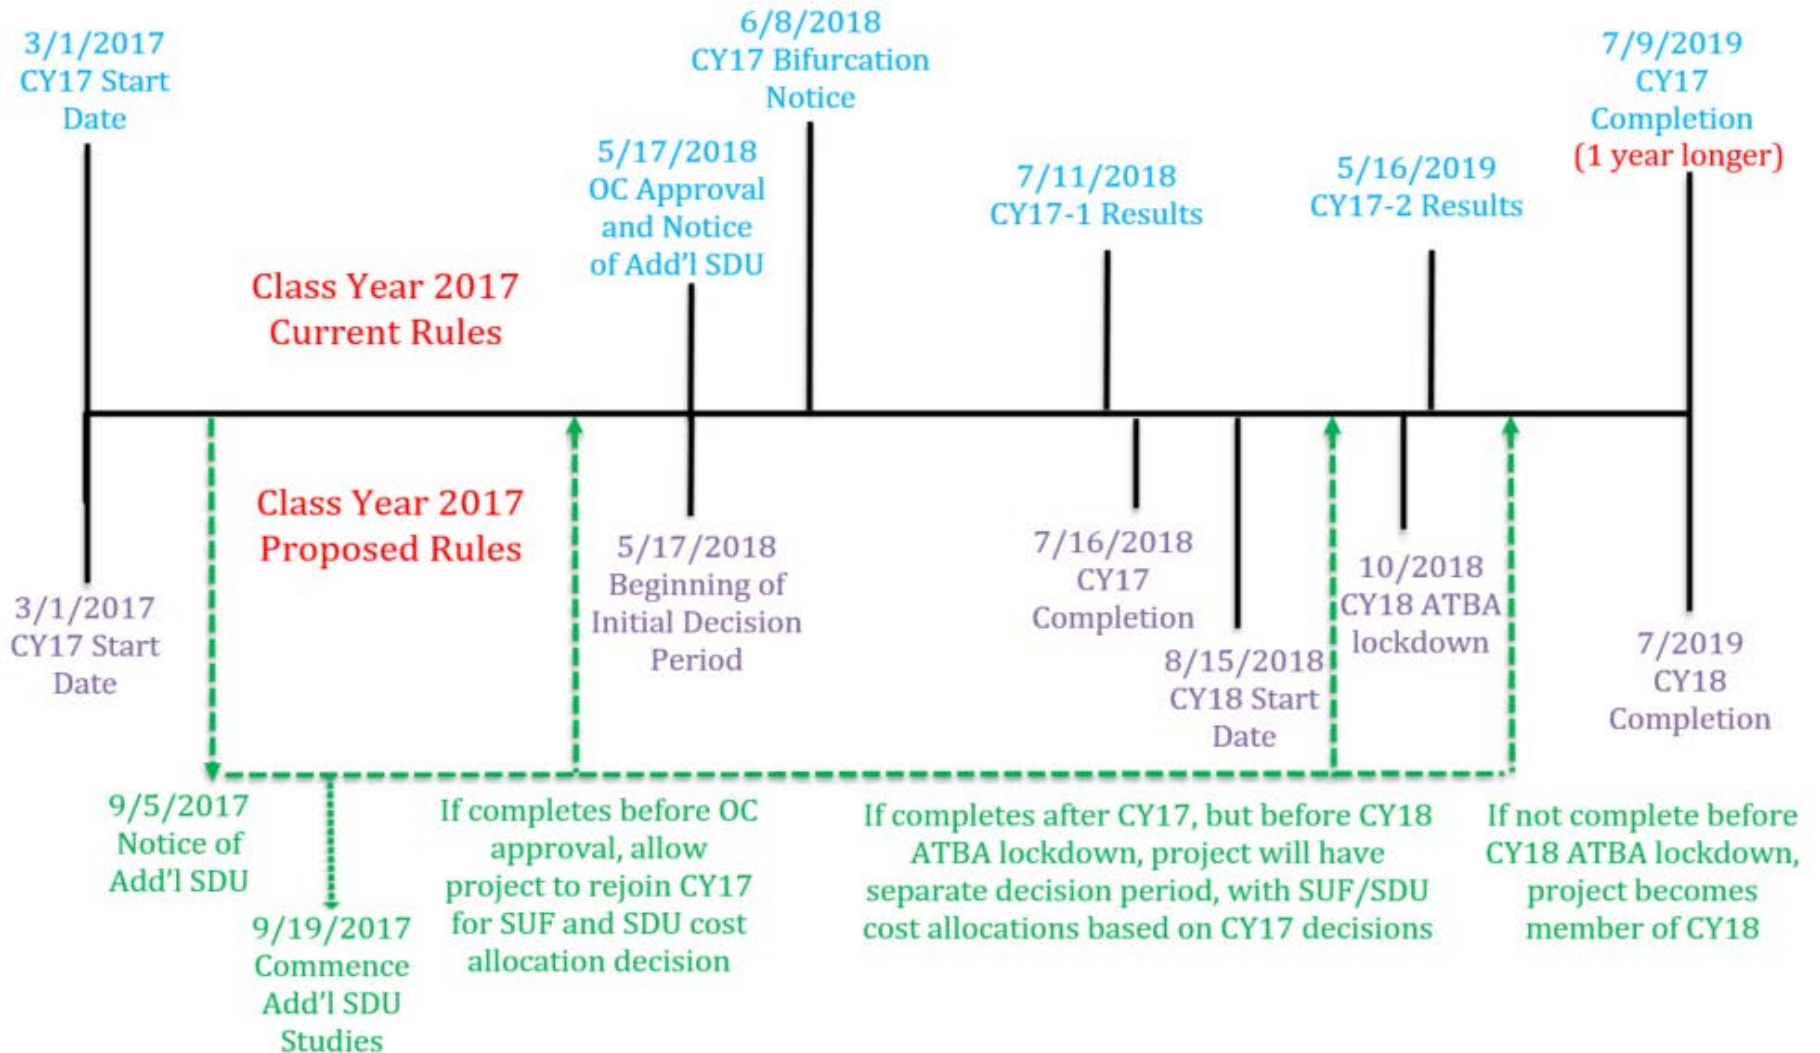 3/1/2017
CY17 Start
Date
5/17/2018
OC Approval
and Notice
of Add'l SDU
6/8/2018
CY17 Bifurcation
Notice
7/11/2018
CY17-1 Results
5/16/2019
CY17-2 Results
7/9/2019
CY17
Completion
(1 year longer)
Class Year 2017
Current Rules
Class Year 2017
Proposed Rules
3/1/2017
CY17 Start
Date
5/17/2018
Beginning of
Initial Decision
Period
7/16/2018
CY17
Completion
8/15/2018
CY18 Start
Date
10/2018
CY18 ATBA
lockdown
7/2019
CY18
Completion
9/5/2017
Notice of
Add'l SDU
9/19/2017
Commence
Add'l SDU
Studies
If completes before OC
approval, allow
project to rejoin CY17
for SUF and SDU cost
allocation decision
If completes after CY17, but before CY18
ATBA lockdown, project will have
separate decision period, with SUF/SDU
cost allocations based on CY17 decisions
If not complete before
CY18 ATBA lockdown,
project becomes
member of CY18